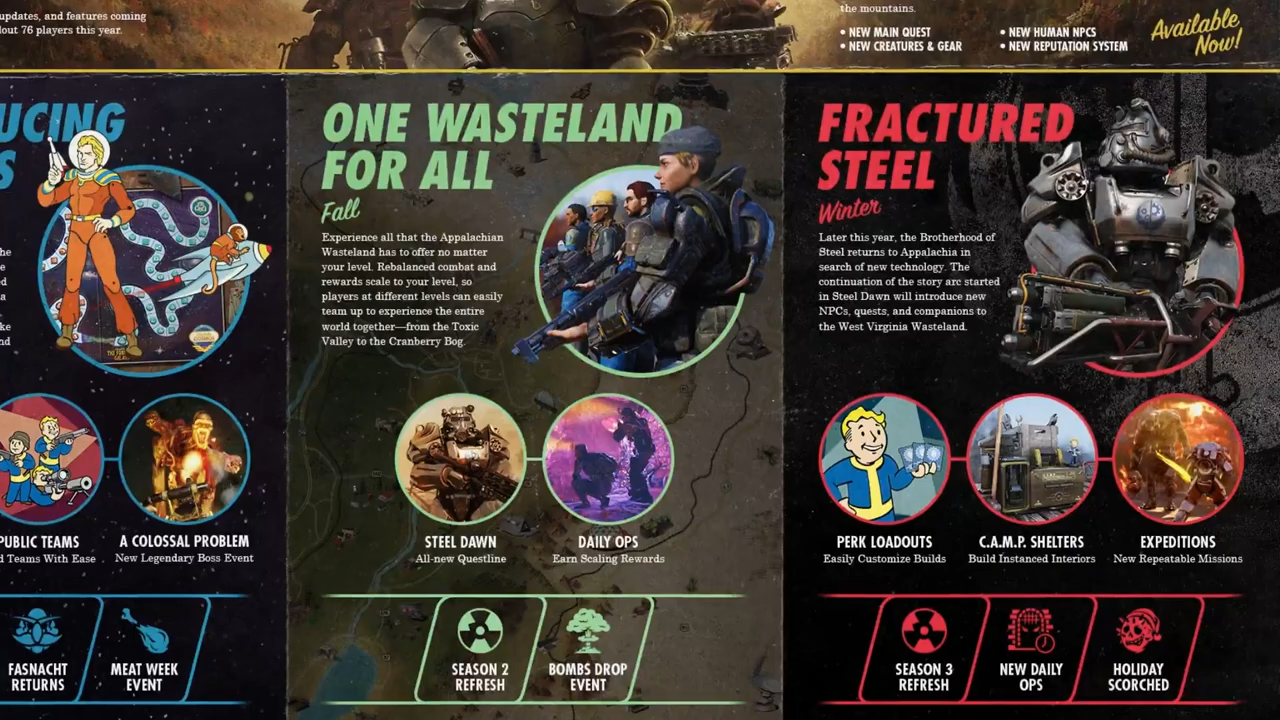 updates, and features coming
out 76 players this year.
the mountains.
• NEW MAIN QUEST
• NEW CREATURES & GEAR
• NEW HUMAN NPCS
• NEW REPUTATION SYSTEM
Available
Now!
UCING
S
ONE WASTELAND
FOR ALL
Fall
Experience all that the Appalachian
Wasteland has to offer no matter
your level. Rebalanced combat and
rewards scale to your level, so
players at different levels can easily
team up to experience the entire
world together—from the Toxic
Valley to the Cranberry Bog.
FRACTURED
STEEL
Winter
Later this year, the Brotherhood of
Steel returns to Appalachia in
search of new technology. The
continuation of the story arc started
in Steel Dawn will introduce new
NPCs, quests, and companions to
the West Virginia Wasteland.
PUBLIC TEAMS
d Teams With Ease
A COLOSSAL PROBLEM
New Legendary Boss Event
STEEL DAWN
All-new Questline
DAILY OPS
Earn Scaling Rewards
PERK LOADOUTS
Easily Customize Builds
C.A.M.P. SHELTERS
Build Instanced Interiors
EXPEDITIONS
New Repeatable Missions
FASNACHT
RETURNS
MEAT WEEK
EVENT
SEASON 2
REFRESH
BOMBS DROP
EVENT
SEASON 3
REFRESH
NEW DAILY
OPS
HOLIDAY
SCORCHED